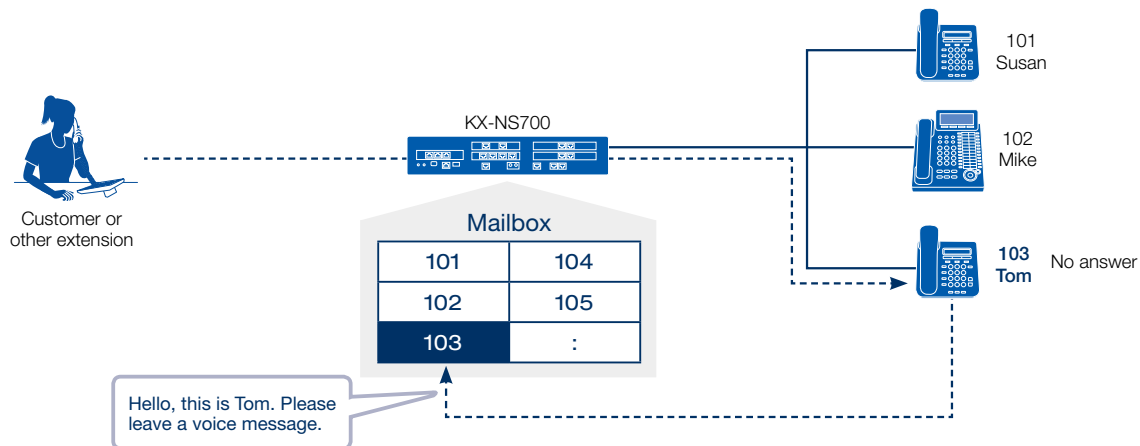 101
Susan
KX-NS700
102
Mike
Customer or
other extension
Mailbox
101 104
102 105
103 :
103
Tom
No answer
Hello, this is Tom. Please
leave a voice message.